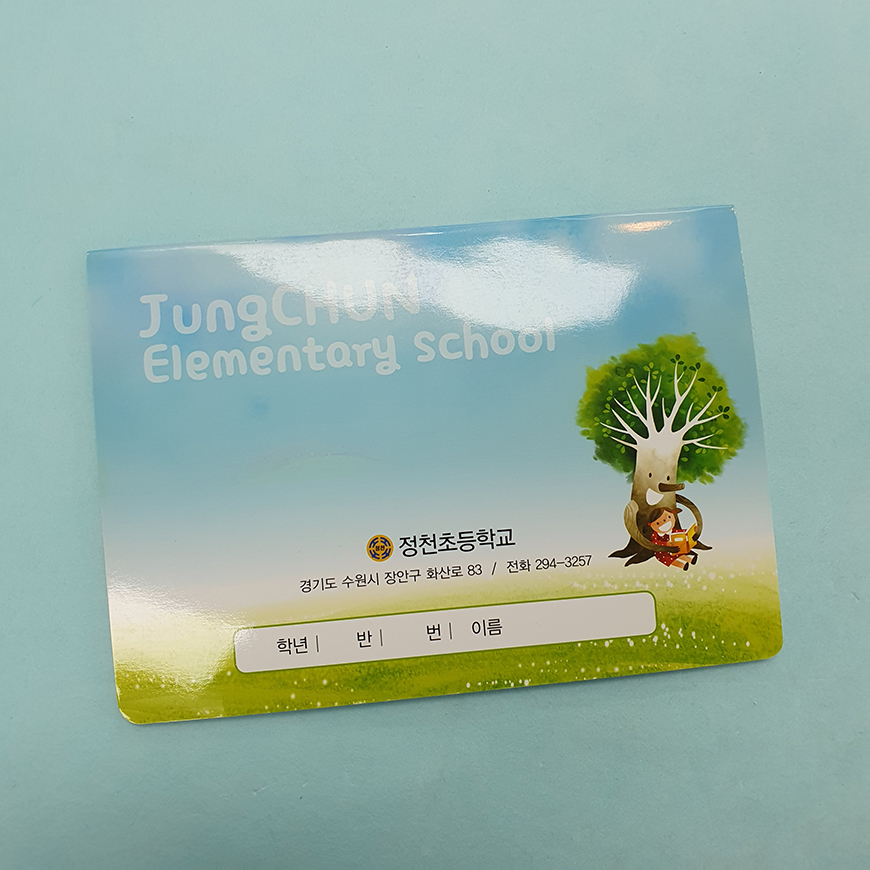 JungCHUN
Elementary school
정천초등학교
경기도 수원시 장안구 화산로 83 / 전화 294-3257
학년| 반| 번| 이름